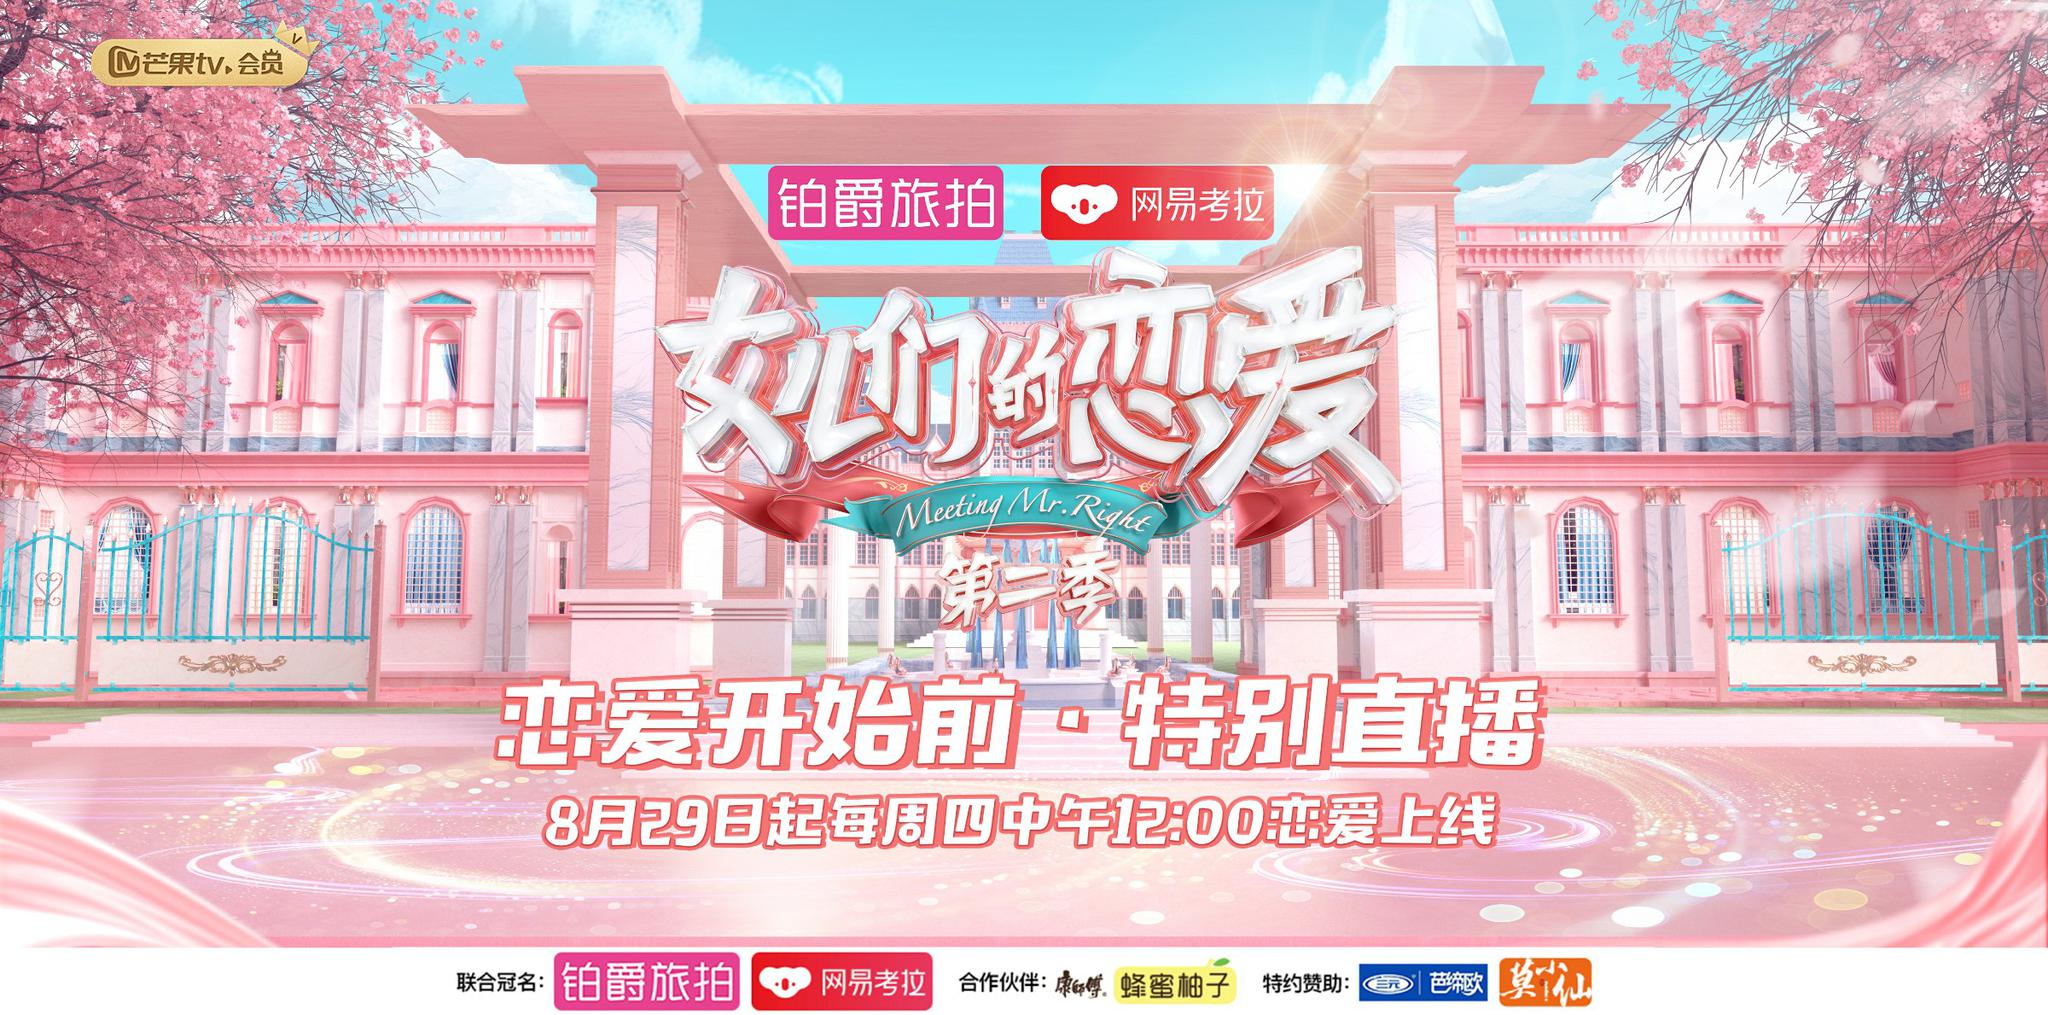 芒果tv 会员
铂爵旅拍 网易考拉
女儿们的恋爱
Meeting Mr. Right
第二季
恋爱开始前·特别直播
8月29日起每周四中午12:00恋爱上线
联合冠名: 铂爵旅拍 网易考拉 合作伙伴: 康师傅 蜂蜜柚子 特约赞助: 三元 芭蒂欧 莫小仙